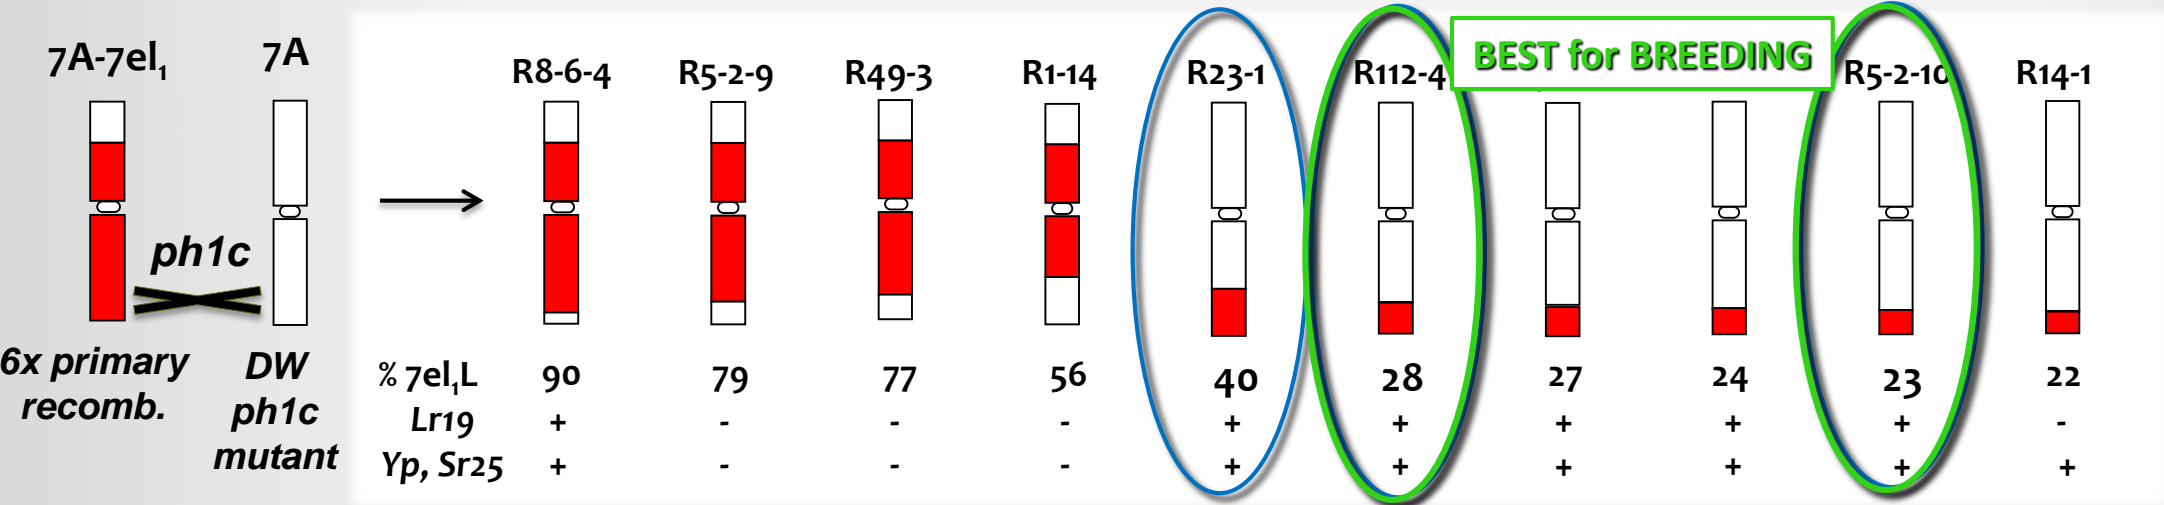 7A-7el₁ 7A
R8-6-4 R5-2-9 R49-3 R1-14 R23-1 R112-4 BEST for BREEDING R5-2-10 R14-1
ph1c
6x primary recomb.
DW ph1c mutant
% 7el₁L 90 79 77 56 40 28 27 24 23 22
Lr19 + - - - + + + + + -
Yp, Sr25 + - - - + + + + + +